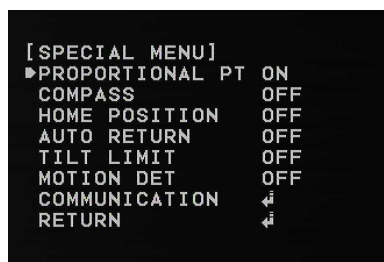 [SPECIAL MENU]
PROPORTIONAL PT ON
COMPASS OFF
HOME POSITION OFF
AUTO RETURN OFF
TILT LIMIT OFF
MOTION DET OFF
COMMUNICATION ↲
RETURN ↲